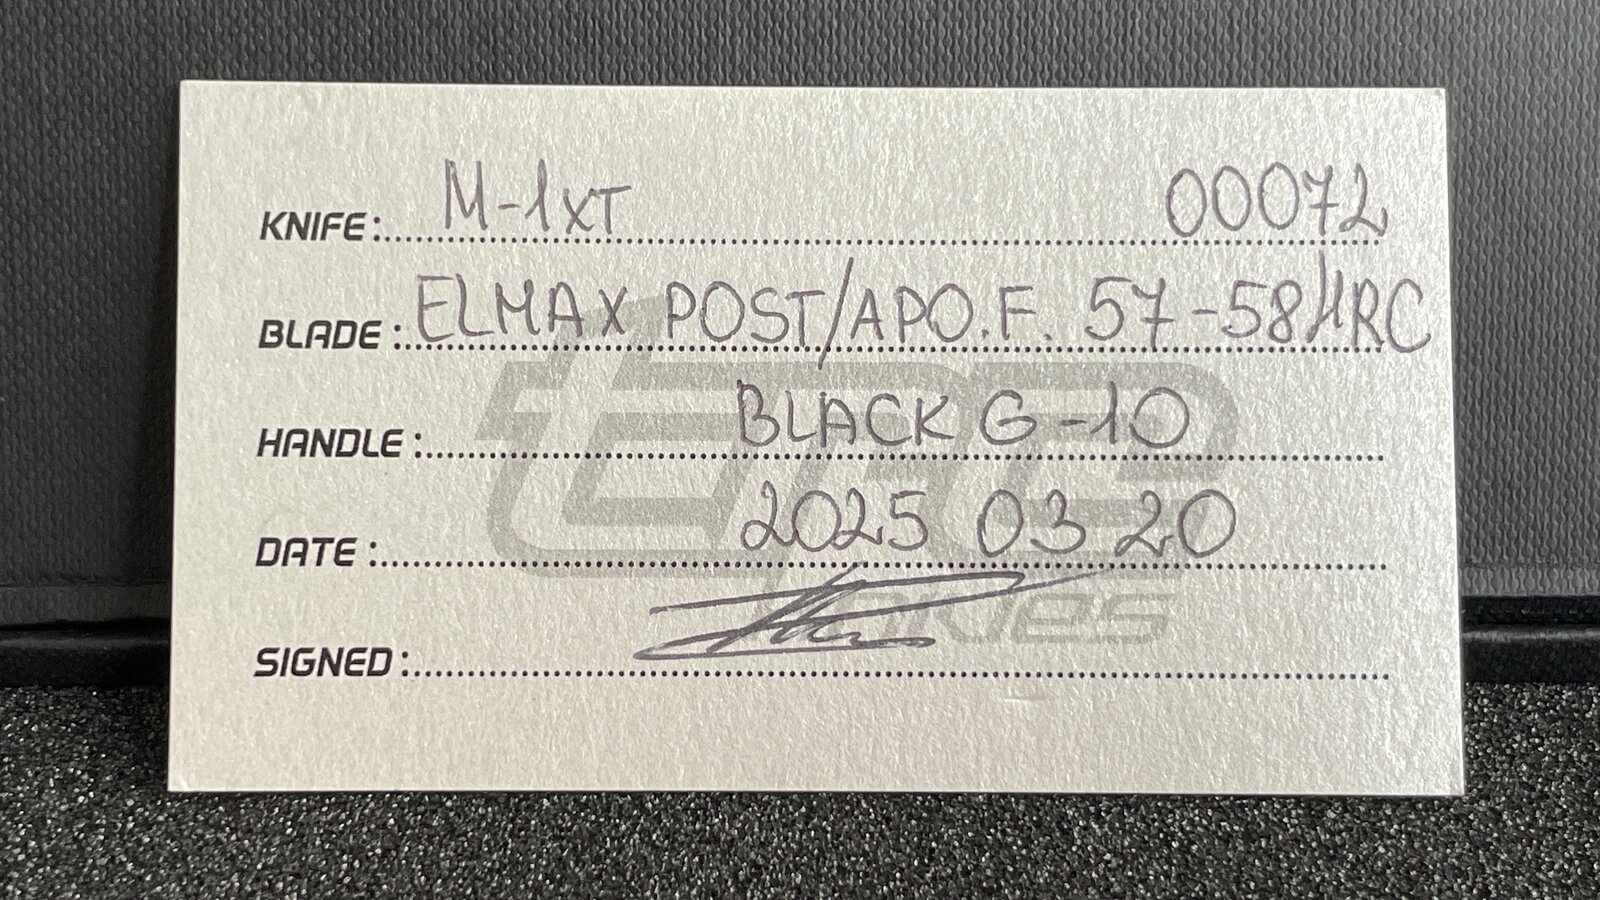 KNIFE: M-1XT 00072
BLADE: ELMAX POST/APO.F. 57-58HRC
HANDLE: BLACK G-10
DATE: 2025 03 20
SIGNED: